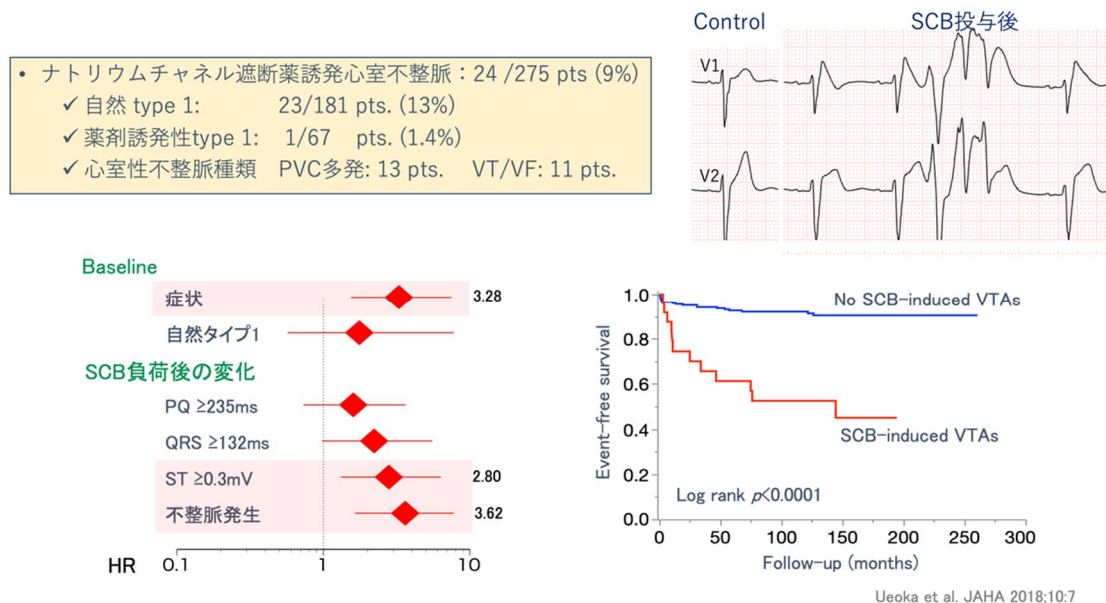 Control
SCB投与後
V1
V2
• ナトリウムチャネル遮断薬誘発心室不整脈：24 /275 pts (9%)
✓ 自然 type 1: 23/181 pts. (13%)
✓ 薬剤誘発性type 1: 1/67 pts. (1.4%)
✓ 心室性不整脈種類 PVC多発: 13 pts. VT/VF: 11 pts.
Baseline
症状 3.28
自然タイプ1
SCB負荷後の変化
PQ ≥235ms
QRS ≥132ms
ST ≥0.3mV 2.80
不整脈発生 3.62
HR 0.1 1 10
Event-free survival
1.0
0.8
0.6
0.4
0.2
0.0
No SCB-induced VTAs
SCB-induced VTAs
Log rank p<0.0001
0 50 100 150 200 250 300
Follow-up (months)
Ueoka et al. JAHA 2018;10:7